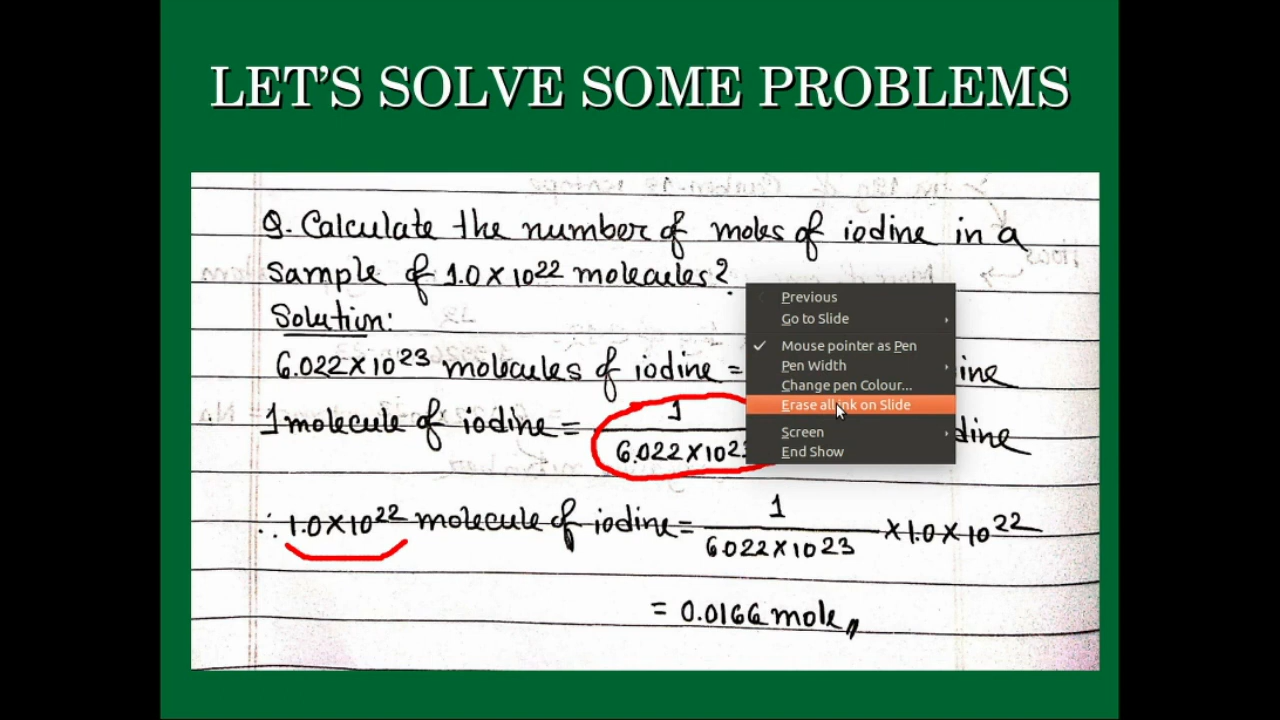 LET'S SOLVE SOME PROBLEMS
Q. Calculate the number of moles of iodine in a
sample of 1.0 X 10²² molecules?
Solution:
6.022 X 10²³ molecules of iodine = ine
1 molecule of iodine = 1 / 6.022 X 10²³ dine
∴ 1.0 X 10²² molecule of iodine = 1 / 6.022 X 10²³ X 1.0 X 10²²
= 0.0166 mole,,
Previous
Go to Slide
Mouse pointer as Pen
Pen Width
Change pen Colour...
Erase all ink on Slide
Screen
End Show